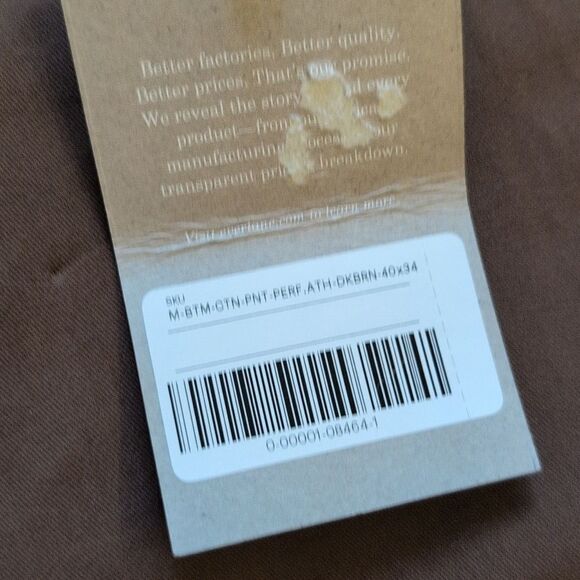 Better factories. Better quality.
Better prices. That's our promise.
We reveal the story every
product—from
manufacturing
transparent breakdown.
Visit everlane.com to learn more.
SKU
M-BTM-CTN-PNT-PERF.ATH-DKBRN-40x34
0-00001-08464-1